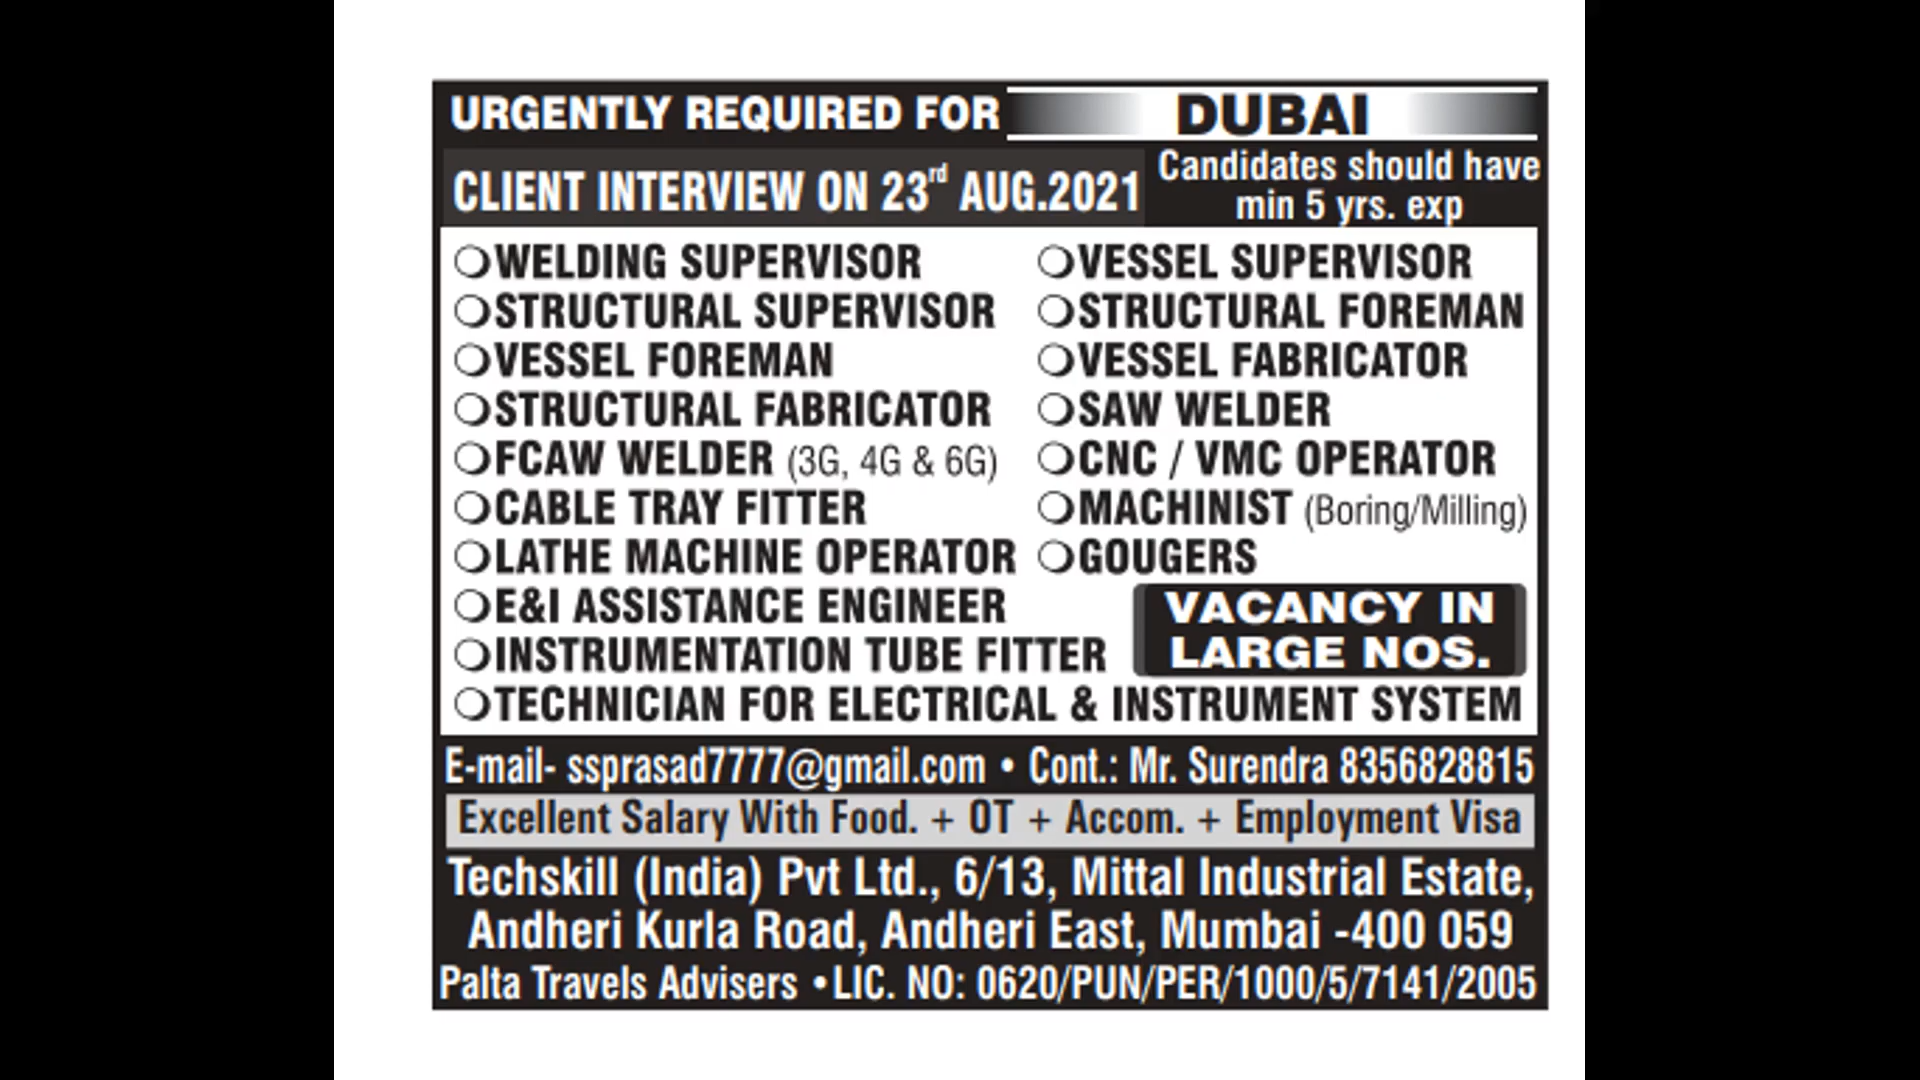 URGENTLY REQUIRED FOR DUBAI
CLIENT INTERVIEW ON 23rd AUG.2021
Candidates should have
min 5 yrs. exp
WELDING SUPERVISOR
VESSEL SUPERVISOR
STRUCTURAL SUPERVISOR
STRUCTURAL FOREMAN
VESSEL FOREMAN
VESSEL FABRICATOR
STRUCTURAL FABRICATOR
SAW WELDER
FCAW WELDER (3G, 4G & 6G)
CNC / VMC OPERATOR
CABLE TRAY FITTER
MACHINIST (Boring/Milling)
LATHE MACHINE OPERATOR
GOUGERS
E&I ASSISTANCE ENGINEER
INSTRUMENTATION TUBE FITTER
VACANCY IN
LARGE NOS.
TECHNICIAN FOR ELECTRICAL & INSTRUMENT SYSTEM
E-mail- ssprasad7777@gmail.com • Cont.: Mr. Surendra 8356828815
Excellent Salary With Food. + OT + Accom. + Employment Visa
Techskill (India) Pvt Ltd., 6/13, Mittal Industrial Estate,
Andheri Kurla Road, Andheri East, Mumbai -400 059
Palta Travels Advisers • LIC. NO: 0620/PUN/PER/1000/5/7141/2005